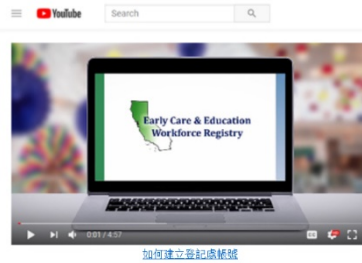 YouTube
Search
Early Care & Education
Workforce Registry
0:01 / 4:57
如何建立登記處帳號